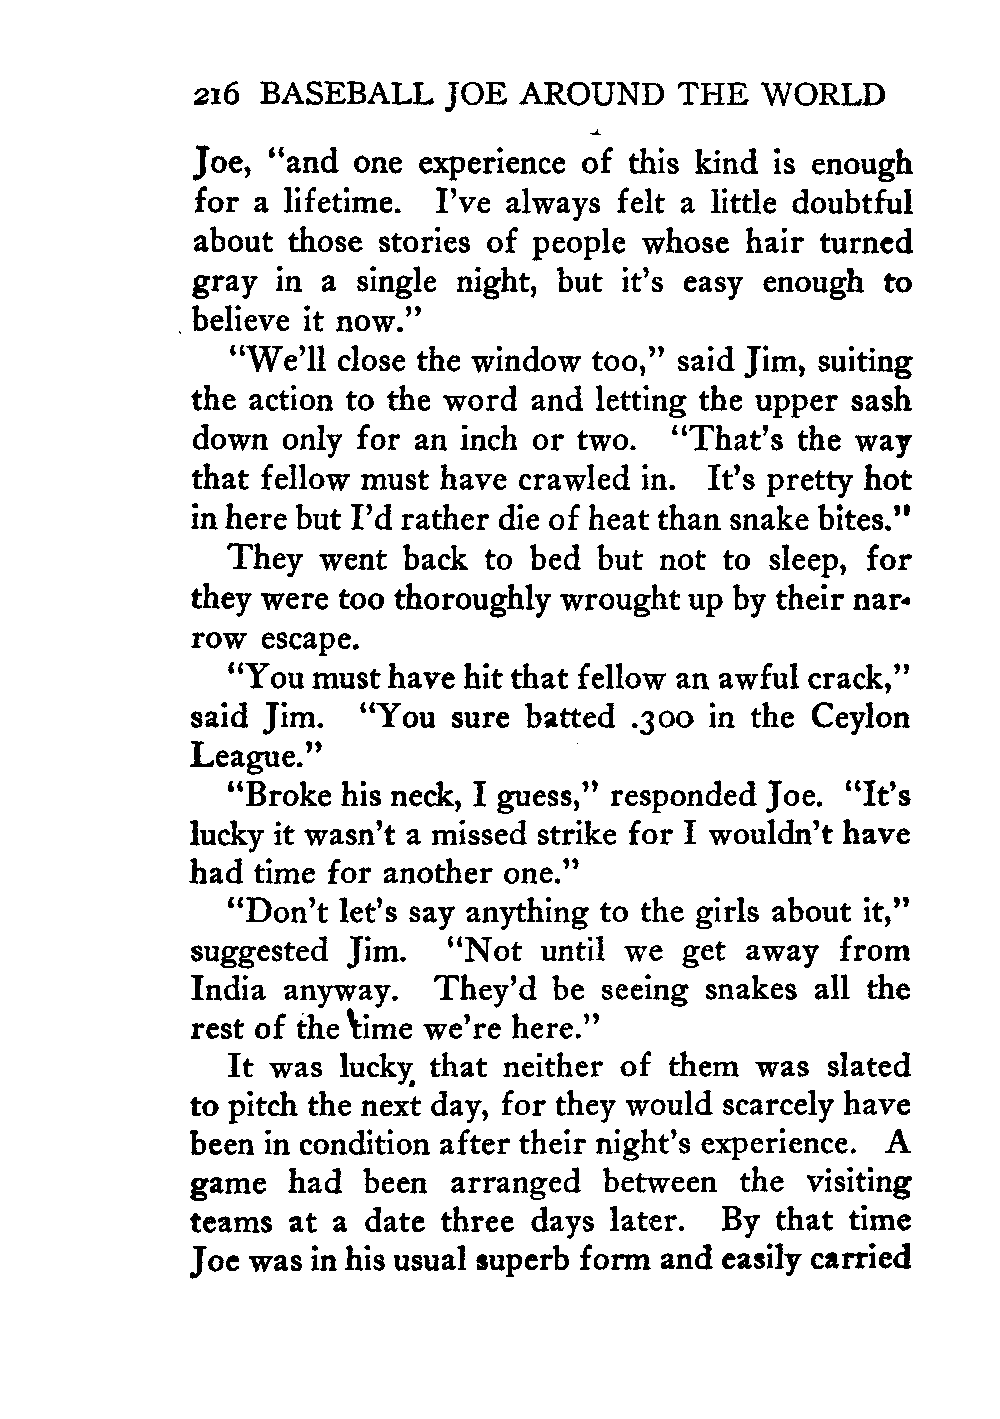 216 BASEBALL JOE AROUND THE WORLD
Joe, “and one experience of this kind is enough
for a lifetime. I’ve always felt a little doubtful
about those stories of people whose hair turned
gray in a single night, but it’s easy enough to
believe it now.”
“We’ll close the window too,” said Jim, suiting
the action to the word and letting the upper sash
down only for an inch or two. “That’s the way
that fellow must have crawled in. It’s pretty hot
in here but I’d rather die of heat than snake bites.”
They went back to bed but not to sleep, for
they were too thoroughly wrought up by their nar-
row escape.
“You must have hit that fellow an awful crack,”
said Jim. “You sure batted .300 in the Ceylon
League.”
“Broke his neck, I guess,” responded Joe. “It’s
lucky it wasn’t a missed strike for I wouldn’t have
had time for another one.”
“Don’t let’s say anything to the girls about it,”
suggested Jim. “Not until we get away from
India anyway. They’d be seeing snakes all the
rest of the time we’re here.”
It was lucky that neither of them was slated
to pitch the next day, for they would scarcely have
been in condition after their night’s experience. A
game had been arranged between the visiting
teams at a date three days later. By that time
Joe was in his usual superb form and easily carried